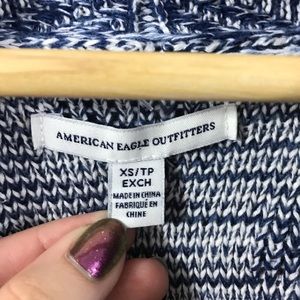 AMERICAN EAGLE OUTFITTERS
XS/TP
EXCH
MADE IN CHINA
FABRIQUÉ EN
CHINE